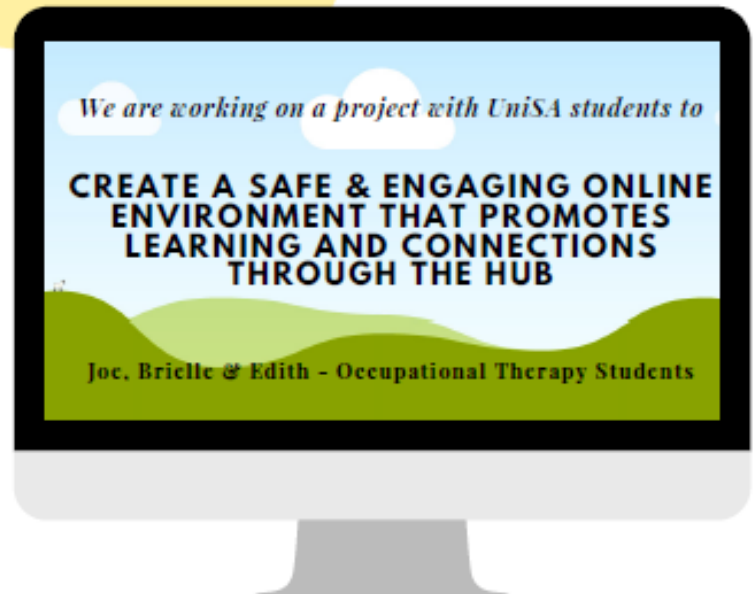 We are working on a project with UniSA students to
CREATE A SAFE & ENGAGING ONLINE
ENVIRONMENT THAT PROMOTES
LEARNING AND CONNECTIONS
THROUGH THE HUB
Joe, Brielle & Edith - Occupational Therapy Students